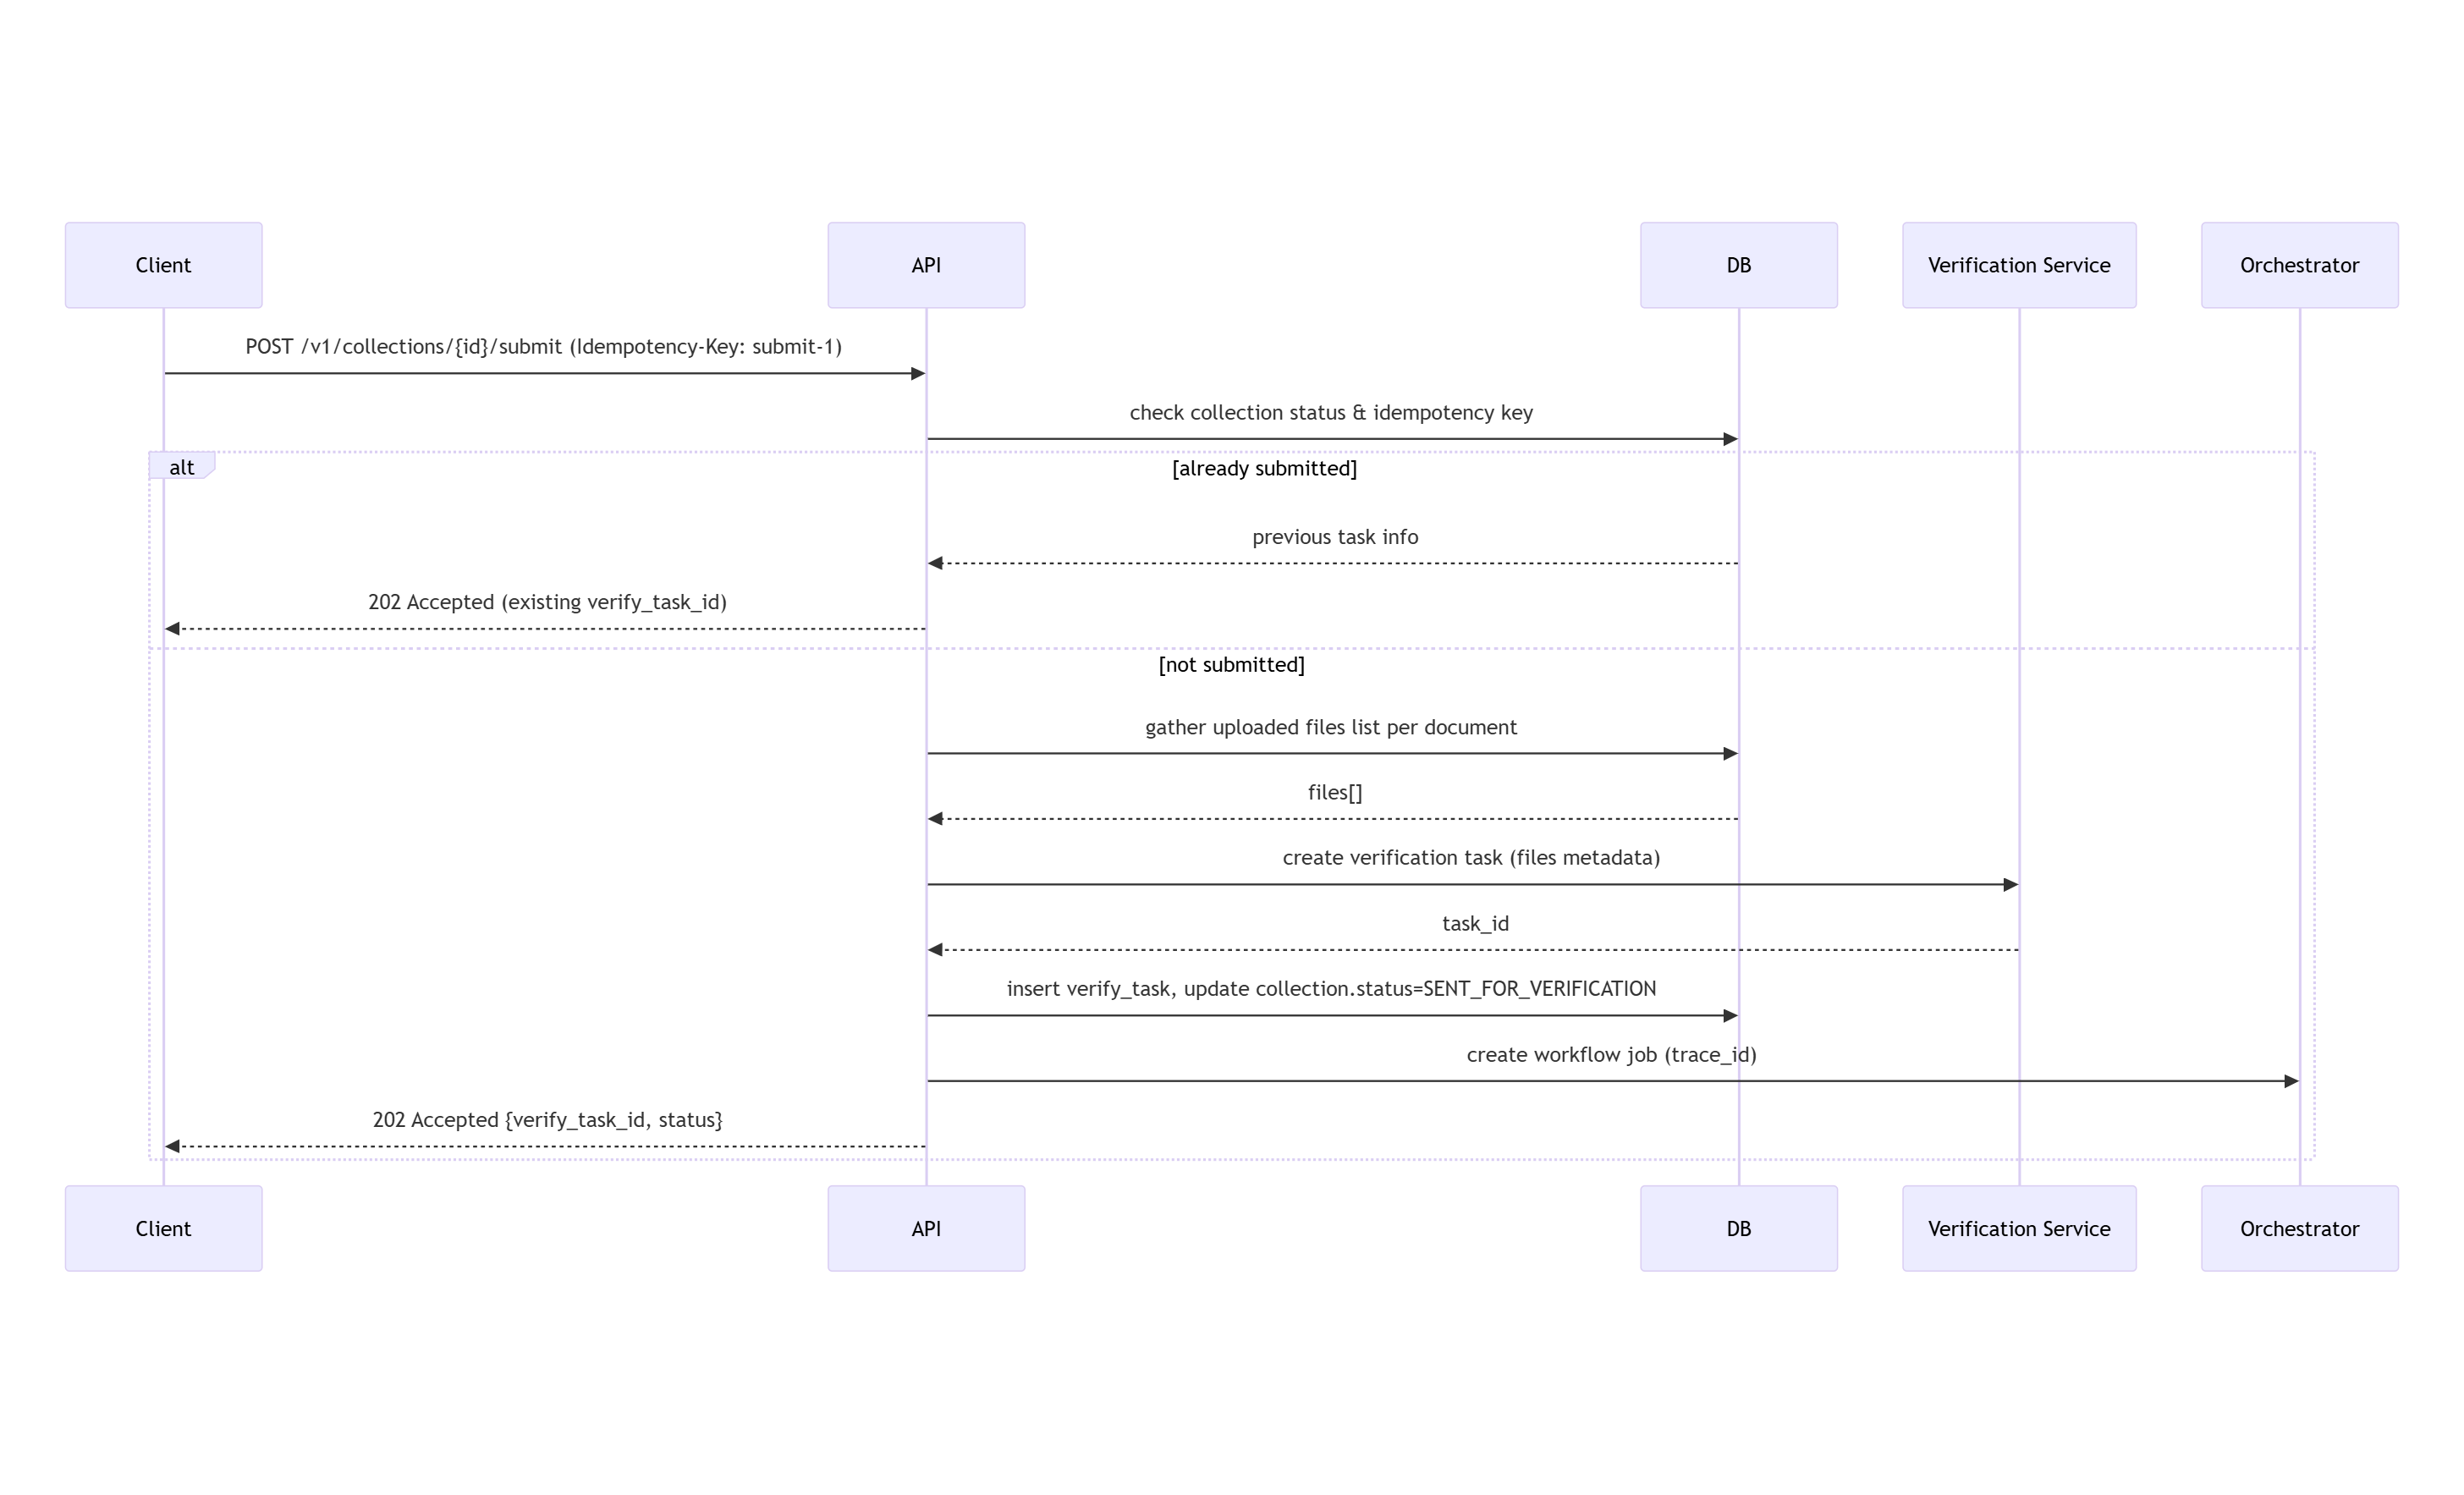 Client
API
DB
Verification Service
Orchestrator
POST /v1/collections/{id}/submit (Idempotency-Key: submit-1)
check collection status & idempotency key
alt
[already submitted]
previous task info
202 Accepted (existing verify_task_id)
[not submitted]
gather uploaded files list per document
files[]
create verification task (files metadata)
task_id
insert verify_task, update collection.status=SENT_FOR_VERIFICATION
create workflow job (trace_id)
202 Accepted {verify_task_id, status}
Client
API
DB
Verification Service
Orchestrator